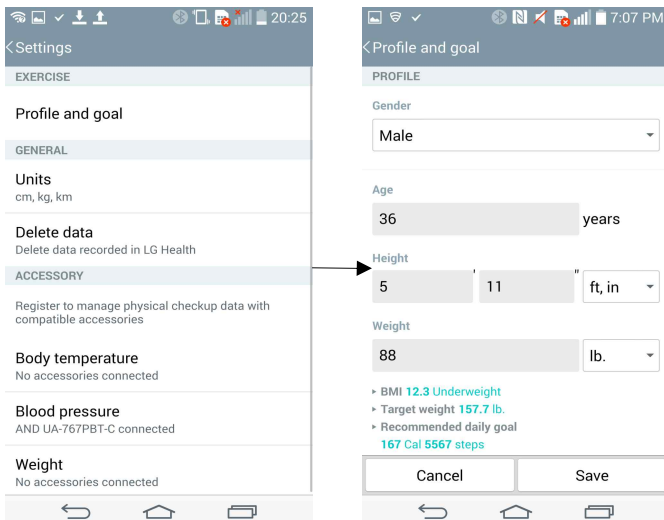 20:25
Settings
EXERCISE
Profile and goal
GENERAL
Units
cm, kg, km
Delete data
Delete data recorded in LG Health
ACCESSORY
Register to manage physical checkup data with
compatible accessories
Body temperature
No accessories connected
Blood pressure
AND UA-767PBT-C connected
Weight
No accessories connected
7:07 PM
Profile and goal
PROFILE
Gender
Male
Age
36 years
Height
5 ' 11 " ft, in
Weight
88 lb.
BMI 12.3 Underweight
Target weight 157.7 lb.
Recommended daily goal
167 Cal 5567 steps
Cancel Save